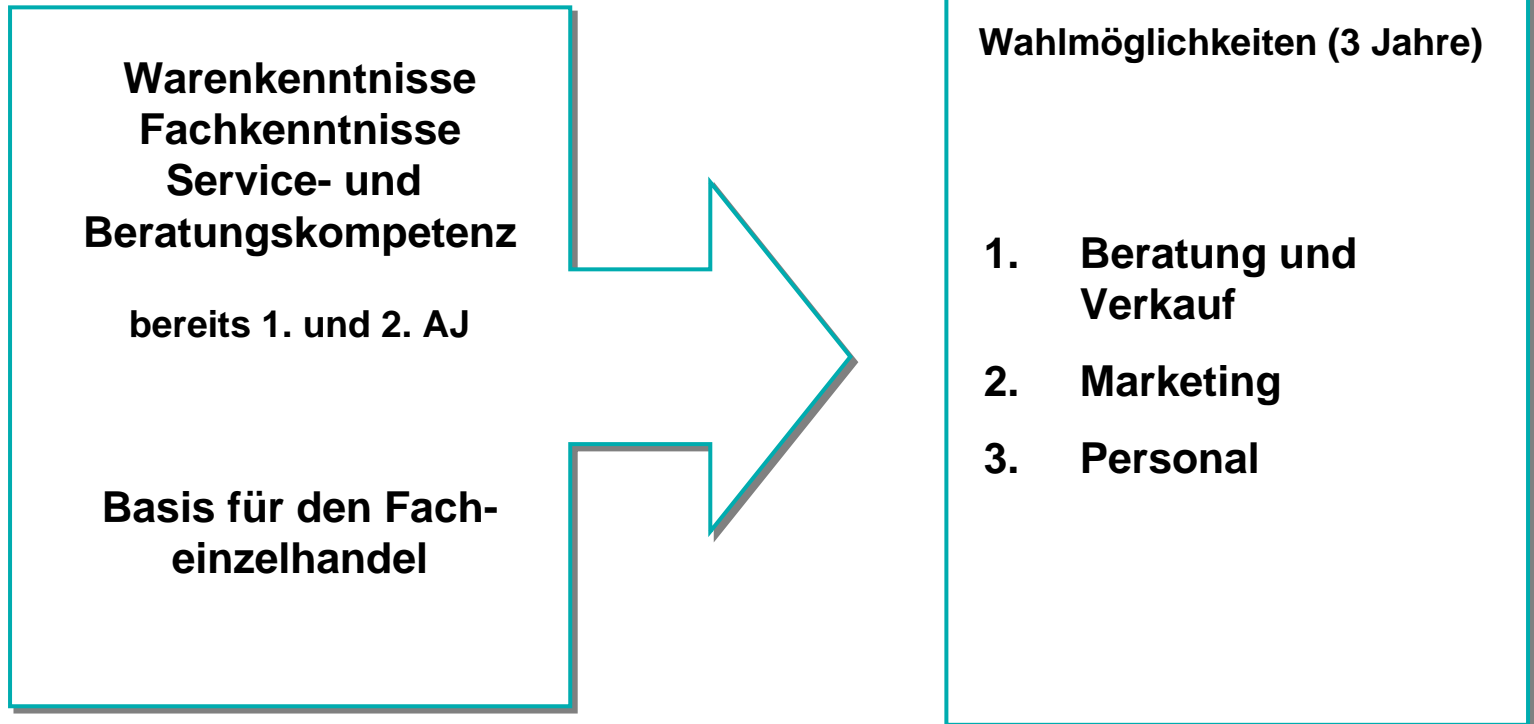 Warenkenntnisse
Fachkenntnisse
Service- und
Beratungskompetenz
bereits 1. und 2. AJ
Basis für den Fach-
einzelhandel
Wahlmöglichkeiten (3 Jahre)
1. Beratung und
Verkauf
2. Marketing
3. Personal